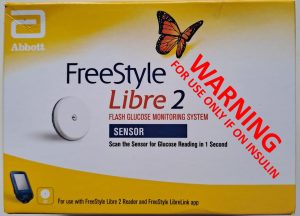 Abbott
FreeStyle
Libre 2
FLASH GLUCOSE MONITORING SYSTEM
SENSOR
Scan the Sensor for Glucose Reading in 1 Second
For use with FreeStyle Libre 2 Reader and FreeStyle LibreLink app
WARNING
FOR USE ONLY IF ON INSULIN